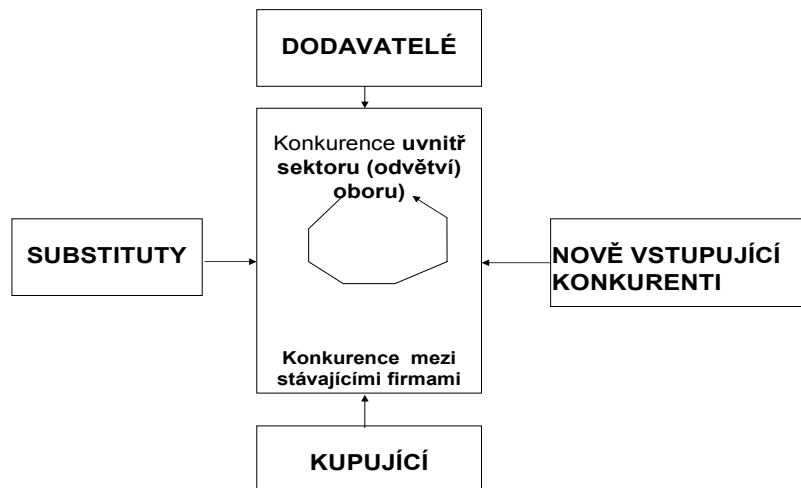 DODAVATELÉ
Konkurence uvnitř
sektoru (odvětví)
oboru)
SUBSTITUTY
NOVĚ VSTUPUJÍCÍ
KONKURENTI
Konkurence mezi
stávajícími firmami
KUPUJÍCÍ